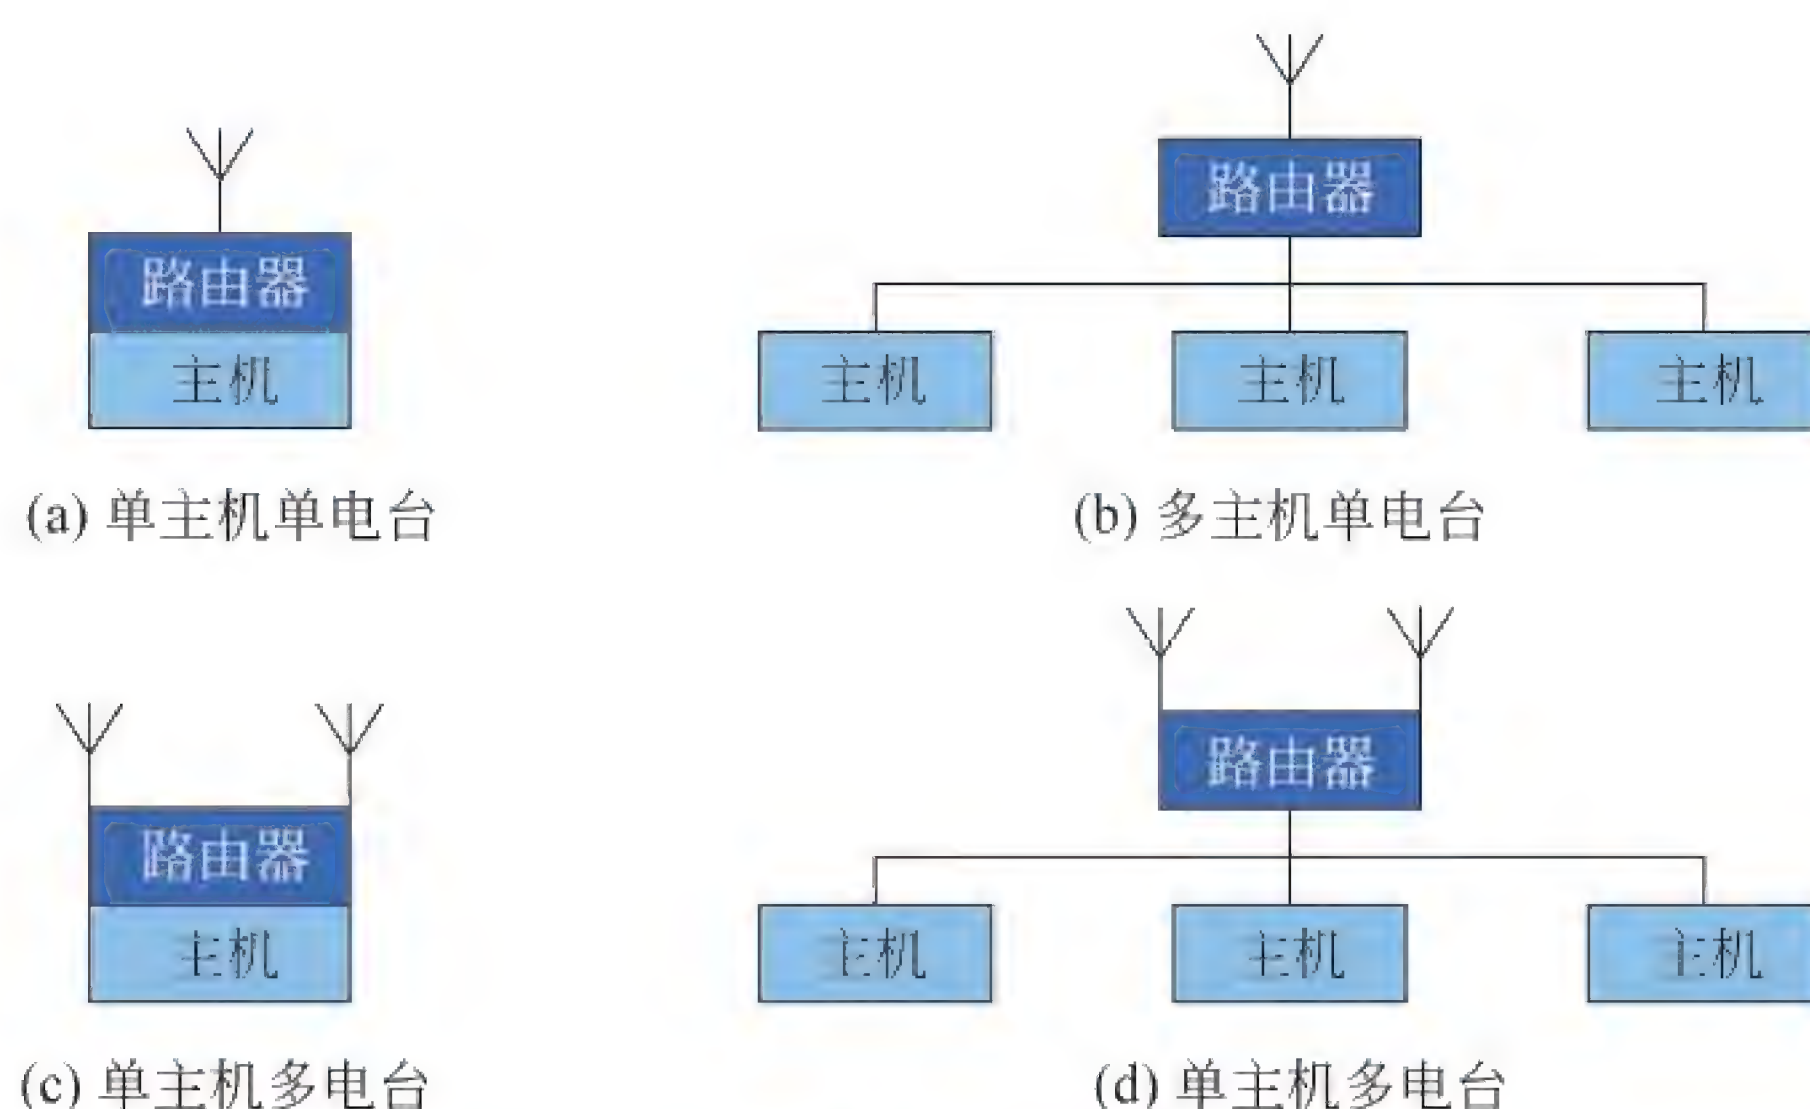 路由器
主机
(a) 单主机单电台
路由器
主机 主机 主机
(b) 多主机单电台
路由器
主机
(c) 单主机多电台
路由器
主机 主机 主机
(d) 单主机多电台